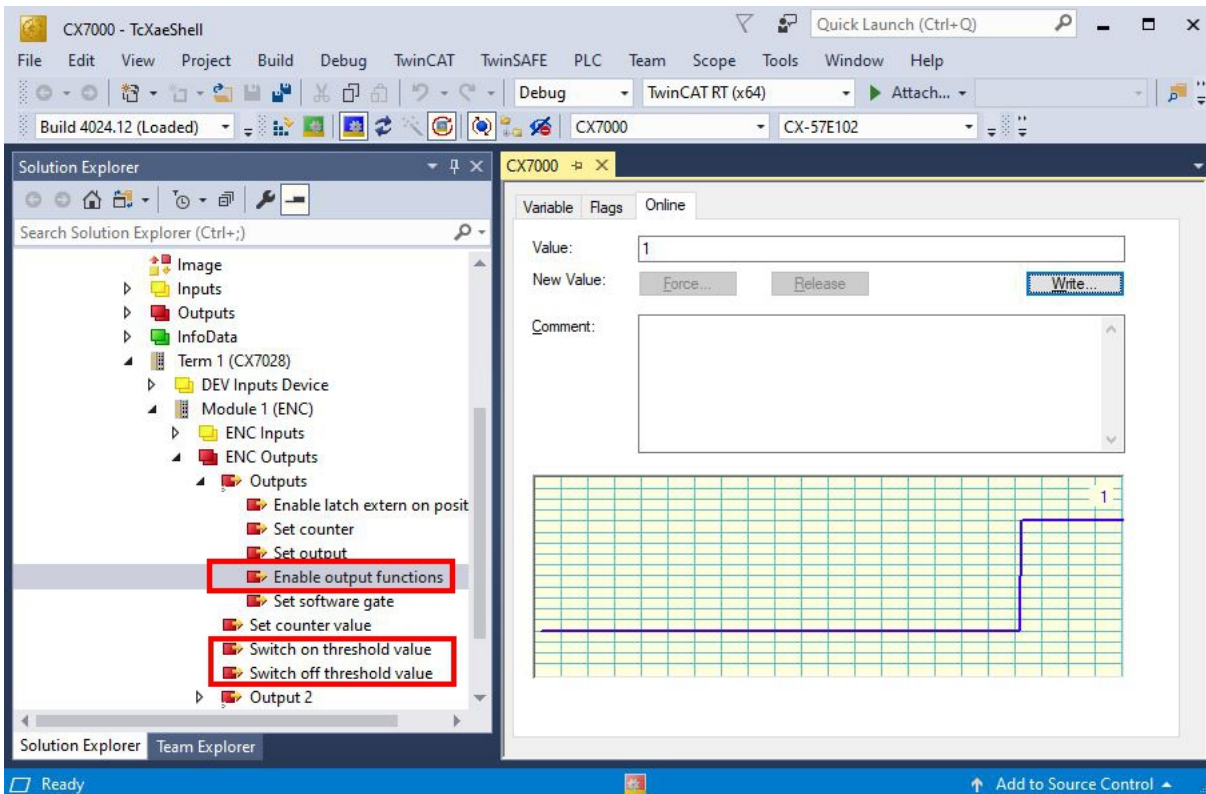 CX7000 - TcXaeShell
Quick Launch (Ctrl+Q)
File Edit View Project Build Debug TwinCAT TwinSAFE PLC Team Scope Tools Window Help
Debug TwinCAT RT (x64) Attach...
Build 4024.12 (Loaded) CX7000 CX-57E102
Solution Explorer
CX7000
Search Solution Explorer (Ctrl+;)
Image
Inputs
Outputs
InfoData
Term 1 (CX7028)
DEV Inputs Device
Module 1 (ENC)
ENC Inputs
ENC Outputs
Outputs
Enable latch extern on posit
Set counter
Set output
Enable output functions
Set software gate
Set counter value
Switch on threshold value
Switch off threshold value
Output 2
Solution Explorer Team Explorer
Variable Flags Online
Value: 1
New Value: Force... Release Write...
Comment:
1
Ready
Add to Source Control